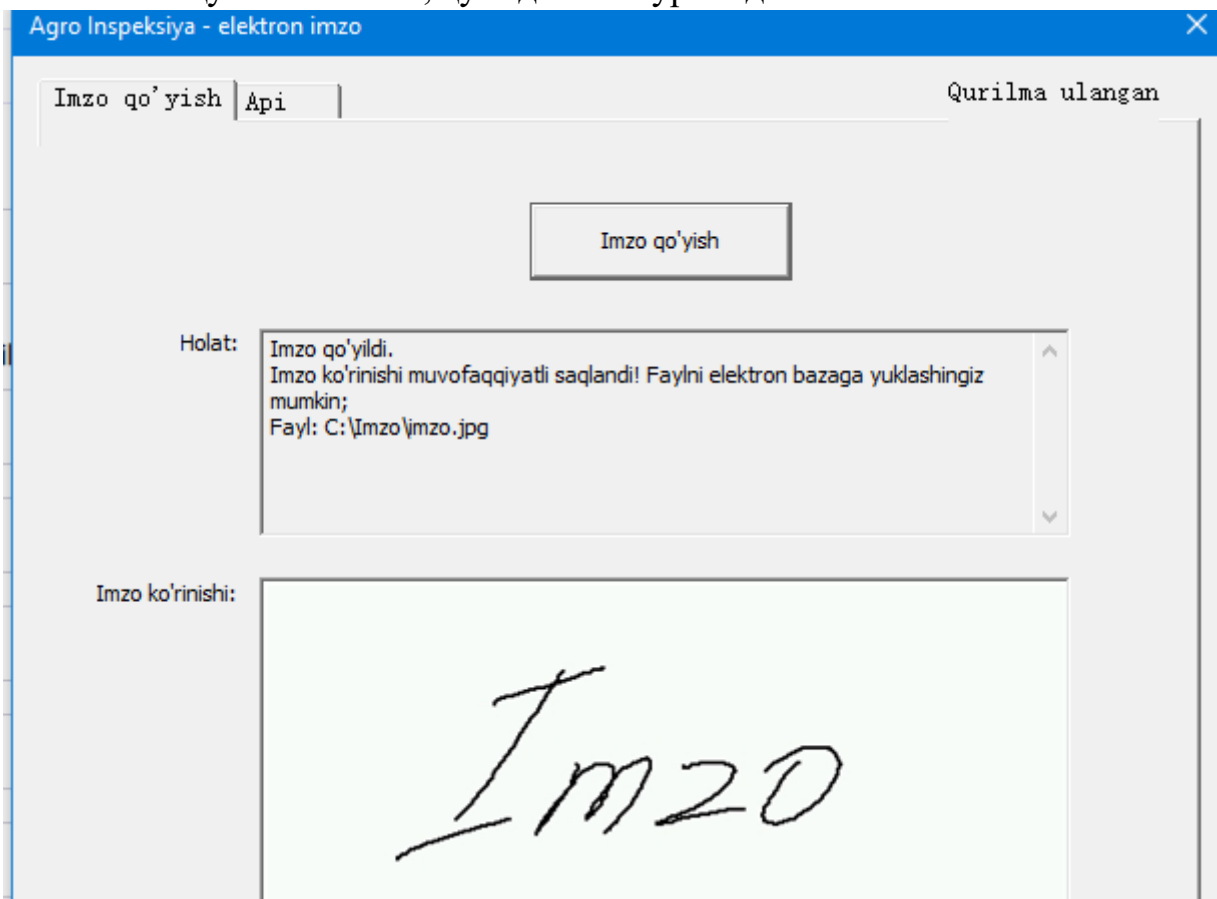 Agro Inspeksiya - elektron imzo
Imzo qo'yish Api Qurilma ulangan
Imzo qo'yish
Holat:
Imzo qo'yildi.
Imzo ko'rinishi muvofaqqiyatli saqlandi! Faylni elektron bazaga yuklashingiz
mumkin;
Fayl: C:\Imzo\imzo.jpg
Imzo ko'rinishi:
Imzo